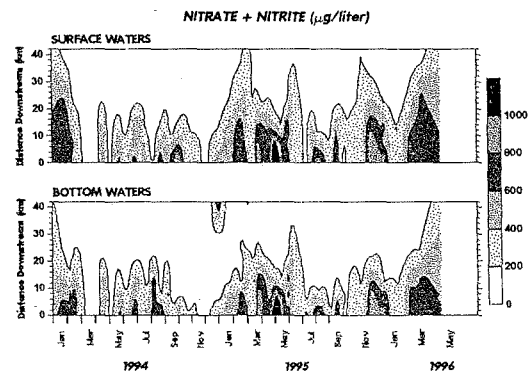 NITRATE + NITRITE (µg/liter)
SURFACE WATERS
Distance Downstream (km)
40
30
20
10
0
BOTTOM WATERS
Distance Downstream (km)
40
30
20
10
0
Jan Mar May Jul Sep Nov Jan Mar May Jul Sep Nov Jan Mar May
1994 1995 1996
1000
800
600
400
200
0